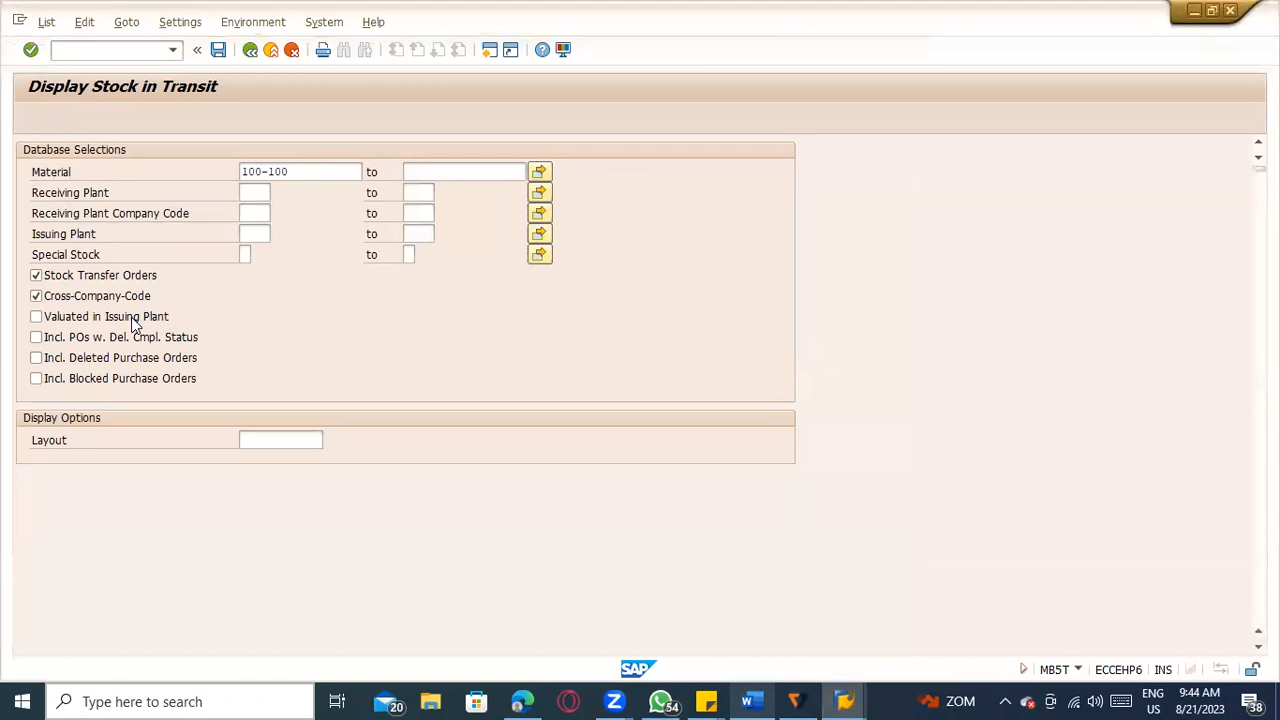 List Edit Goto Settings Environment System Help
Display Stock in Transit
Database Selections
Material 100-100 to
Receiving Plant to
Receiving Plant Company Code to
Issuing Plant to
Special Stock to
Stock Transfer Orders
Cross-Company-Code
Valuated in Issuing Plant
Incl. POs w. Del. Cmpl. Status
Incl. Deleted Purchase Orders
Incl. Blocked Purchase Orders
Display Options
Layout
SAP MB5T ECCEHP6 INS
Type here to search 20 54 ZOM ENG US 9:44 AM 8/21/2023 38